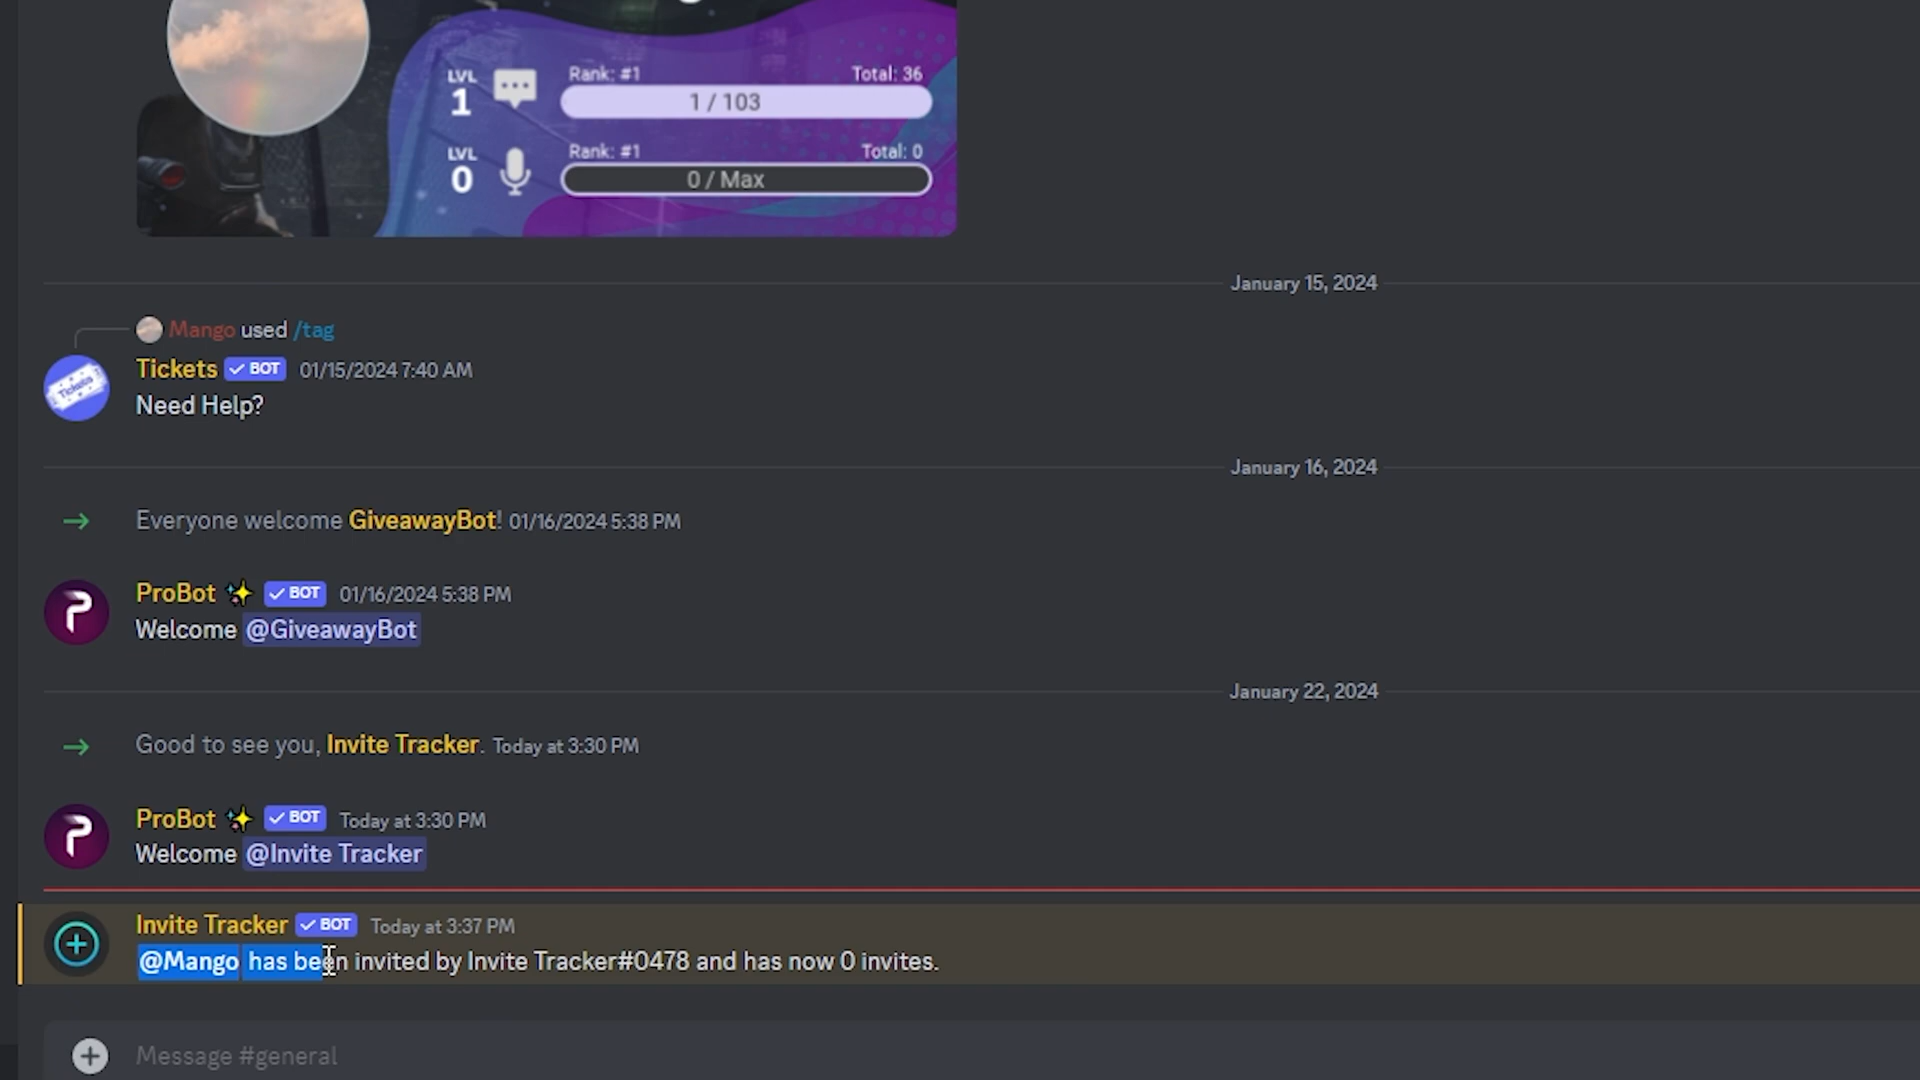 LVL
1
Rank: #1 Total: 36
1 / 103
LVL
0
Rank: #1 Total: 0
0 / Max
January 15, 2024
Mango used /tag
Tickets BOT 01/15/2024 7:40 AM
Tickets
Need Help?
January 16, 2024
Everyone welcome GiveawayBot! 01/16/2024 5:38 PM
ProBot ✨ BOT 01/16/2024 5:38 PM
Welcome @GiveawayBot
January 22, 2024
Good to see you, Invite Tracker. Today at 3:30 PM
ProBot ✨ BOT Today at 3:30 PM
Welcome @Invite Tracker
Invite Tracker BOT Today at 3:37 PM
@Mango has been invited by Invite Tracker#0478 and has now 0 invites.
Message #general